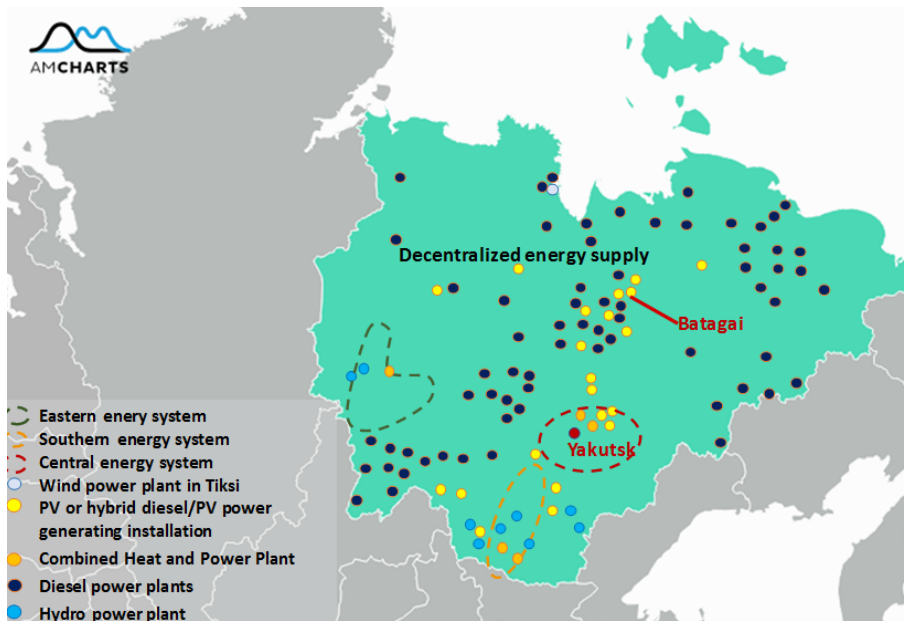 AMCHARTS
Decentralized energy supply
Batagai
Yakutsk
Eastern enery system
Southern energy system
Central energy system
Wind power plant in Tiksi
PV or hybrid diesel/PV power
generating installation
Combined Heat and Power Plant
Diesel power plants
Hydro power plant